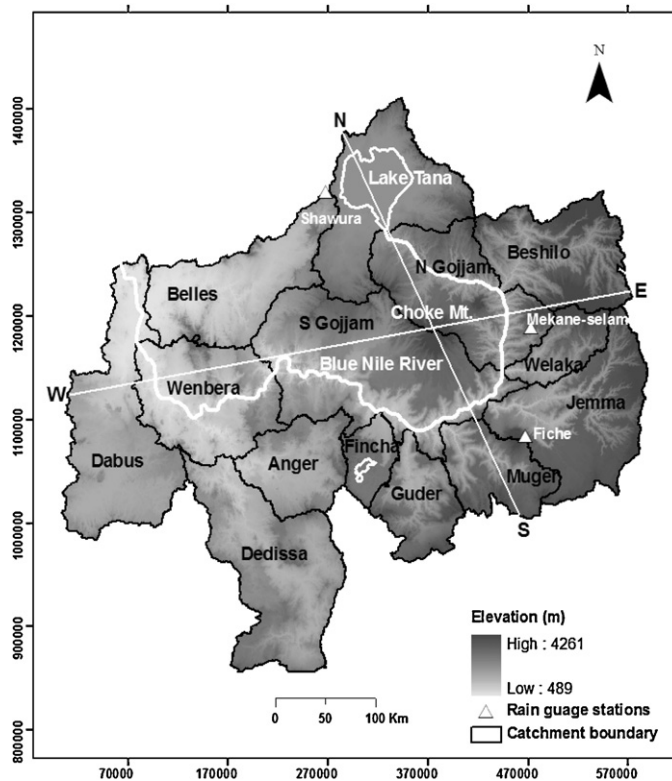 N
1400000
1300000
1200000
1100000
1000000
900000
800000
N
Lake Tana
Shawura
Beshilo
N Gojjam
Belles
E
Choke Mt.
S Gojjam
Mekane-selam
Blue Nile River
Welaka
Wenbera
W
Jemma
Fiche
Fincha
Dabus
Anger
Muger
Guder
S
Dedissa
Elevation (m)
High : 4261
Low : 489
Rain guage stations
Catchment boundary
0 50 100 Km
70000 170000 270000 370000 470000 570000